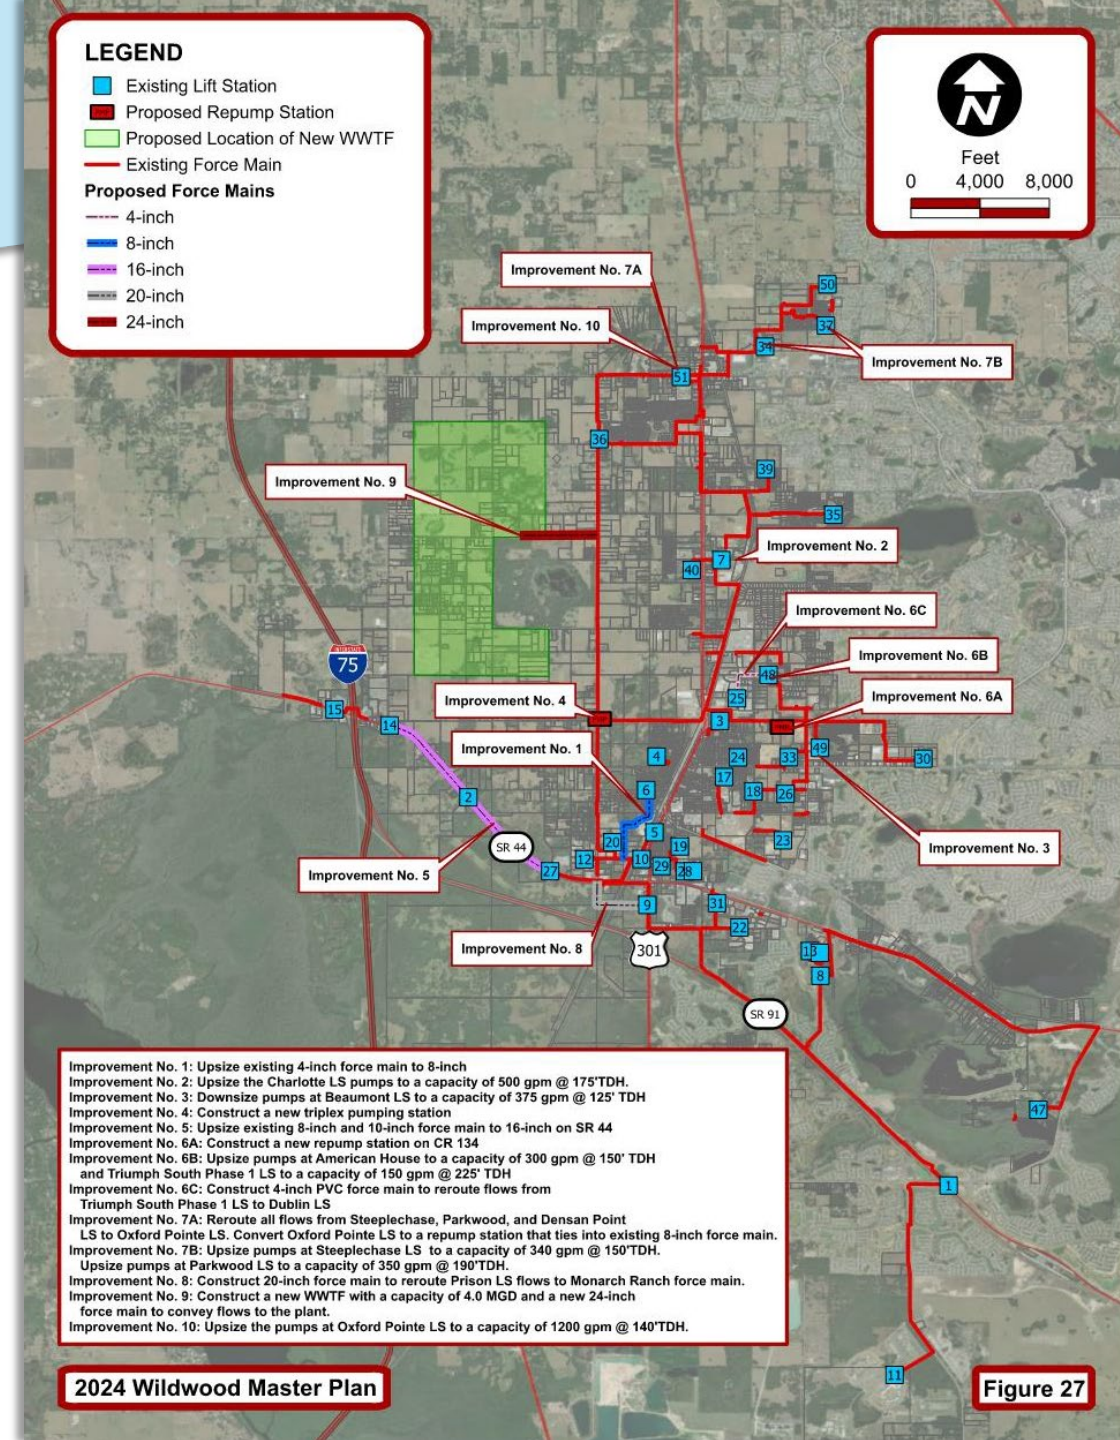 LEGEND
Existing Lift Station
Proposed Repump Station
Proposed Location of New WWTF
Existing Force Main
Proposed Force Mains
4-inch
8-inch
16-inch
20-inch
24-inch
N
Feet
0 4,000 8,000
Improvement No. 7A
50
Improvement No. 10
37
34
Improvement No. 7B
51
36
39
Improvement No. 9
35
Improvement No. 2
7
40
Improvement No. 6C
Improvement No. 6B
75
48
Improvement No. 6A
25
Improvement No. 4
15
14
3
Improvement No. 1
4
24
33
49
30
17
2
6
18
26
5
23
SR 44
20
19
Improvement No. 3
12
10
29
28
Improvement No. 5
27
9
31
22
Improvement No. 8
301
13
8
SR 91
47
1
11
Improvement No. 1: Upsize existing 4-inch force main to 8-inch
Improvement No. 2: Upsize the Charlotte LS pumps to a capacity of 500 gpm @ 175'TDH.
Improvement No. 3: Downsize pumps at Beaumont LS to a capacity of 375 gpm @ 125' TDH
Improvement No. 4: Construct a new triplex pumping station
Improvement No. 5: Upsize existing 8-inch and 10-inch force main to 16-inch on SR 44
Improvement No. 6A: Construct a new repump station on CR 134
Improvement No. 6B: Upsize pumps at American House to a capacity of 300 gpm @ 150' TDH
and Triumph South Phase 1 LS to a capacity of 150 gpm @ 225' TDH
Improvement No. 6C: Construct 4-inch PVC force main to reroute flows from
Triumph South Phase 1 LS to Dublin LS
Improvement No. 7A: Reroute all flows from Steeplechase, Parkwood, and Densan Point
LS to Oxford Pointe LS. Convert Oxford Pointe LS to a repump station that ties into existing 8-inch force main.
Improvement No. 7B: Upsize pumps at Steeplechase LS to a capacity of 340 gpm @ 150'TDH.
Upsize pumps at Parkwood LS to a capacity of 350 gpm @ 190'TDH.
Improvement No. 8: Construct 20-inch force main to reroute Prison LS flows to Monarch Ranch force main.
Improvement No. 9: Construct a new WWTF with a capacity of 4.0 MGD and a new 24-inch
force main to convey flows to the plant.
Improvement No. 10: Upsize the pumps at Oxford Pointe LS to a capacity of 1200 gpm @ 140'TDH.
2024 Wildwood Master Plan
Figure 27